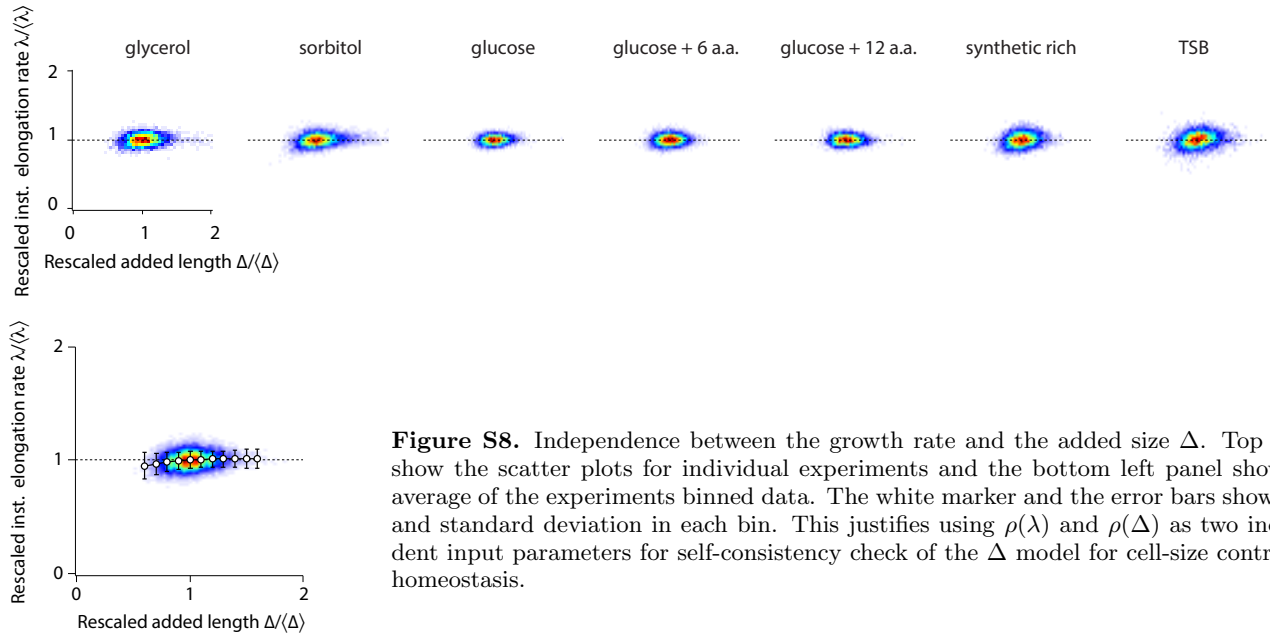 glycerol sorbitol glucose glucose + 6 a.a. glucose + 12 a.a. synthetic rich TSB
Rescaled inst. elongation rate λ/⟨λ⟩
2
1
0
0 1 2
Rescaled added length Δ/⟨Δ⟩
Rescaled inst. elongation rate λ/⟨λ⟩
2
1
0
0 1 2
Rescaled added length Δ/⟨Δ⟩
Figure S8. Independence between the growth rate and the added size Δ. Top
show the scatter plots for individual experiments and the bottom left panel
average of the experiments binned data. The white marker and the error bars show
and standard deviation in each bin. This justifies using ρ(λ) and ρ(Δ) as two
dent input parameters for self-consistency check of the Δ model for cell-size
homeostasis.